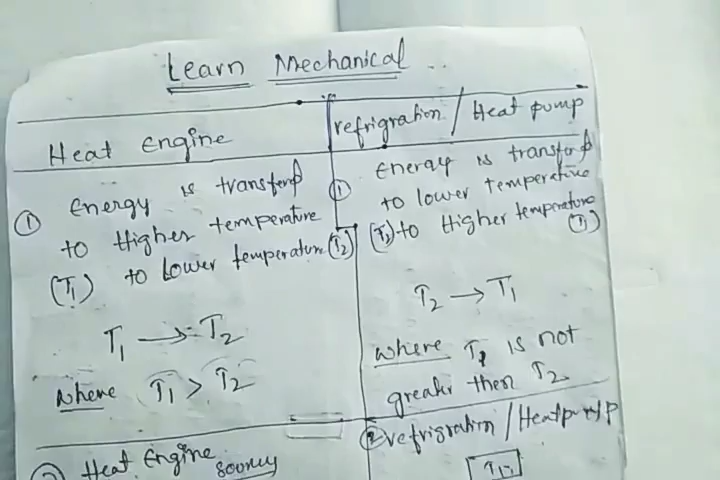 Learn Mechanical ..
Heat Engine
refrigration / Heat pump
① Energy is transferd
to Higher temperature
(T1) to Lower temperature (T2)
T1 → T2
where T1 > T2
① Energy is transferd
to lower temperature
(T2) to Higher temperature
(T1)
T2 → T1
where T1 is not
greater then T2
② Heat Engine
② refrigration / Heat pump